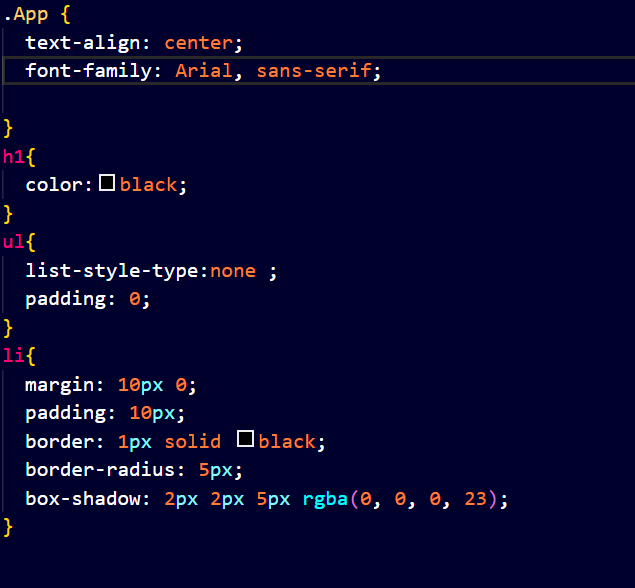 .App {
  text-align: center;
  font-family: Arial, sans-serif;
}
h1{
  color: black;
}
ul{
  list-style-type:none ;
  padding: 0;
}
li{
  margin: 10px 0;
  padding: 10px;
  border: 1px solid black;
  border-radius: 5px;
  box-shadow: 2px 2px 5px rgba(0, 0, 0, 23);
}